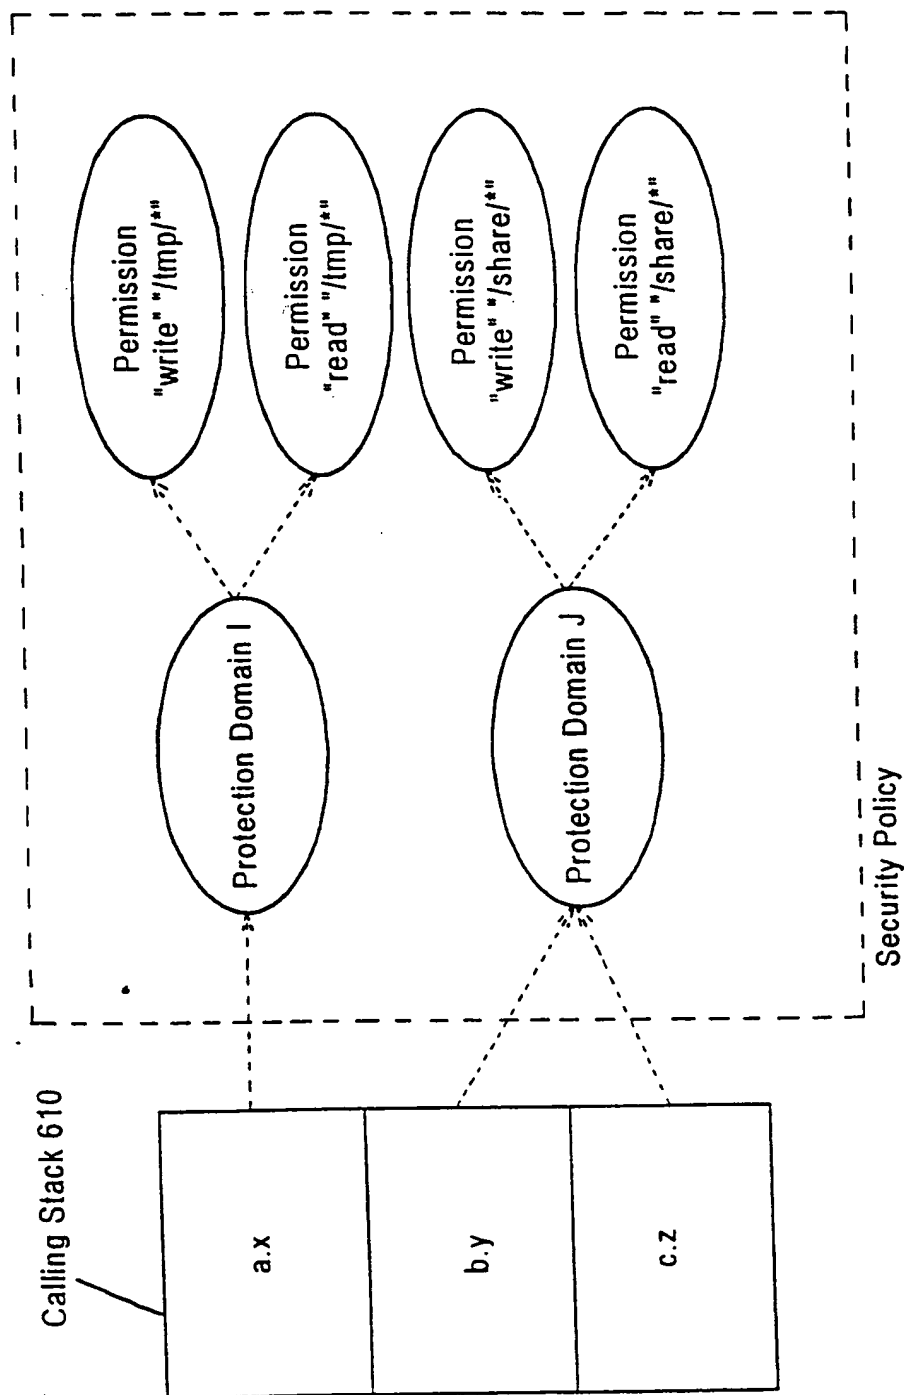 Calling Stack 610
a.x
b.y
c.z
Protection Domain I
Protection Domain J
Permission
"write" "/tmp/*"
Permission
"read" "/tmp/*"
Permission
"write" "/share/*"
Permission
"read" "/share/*"
Security Policy